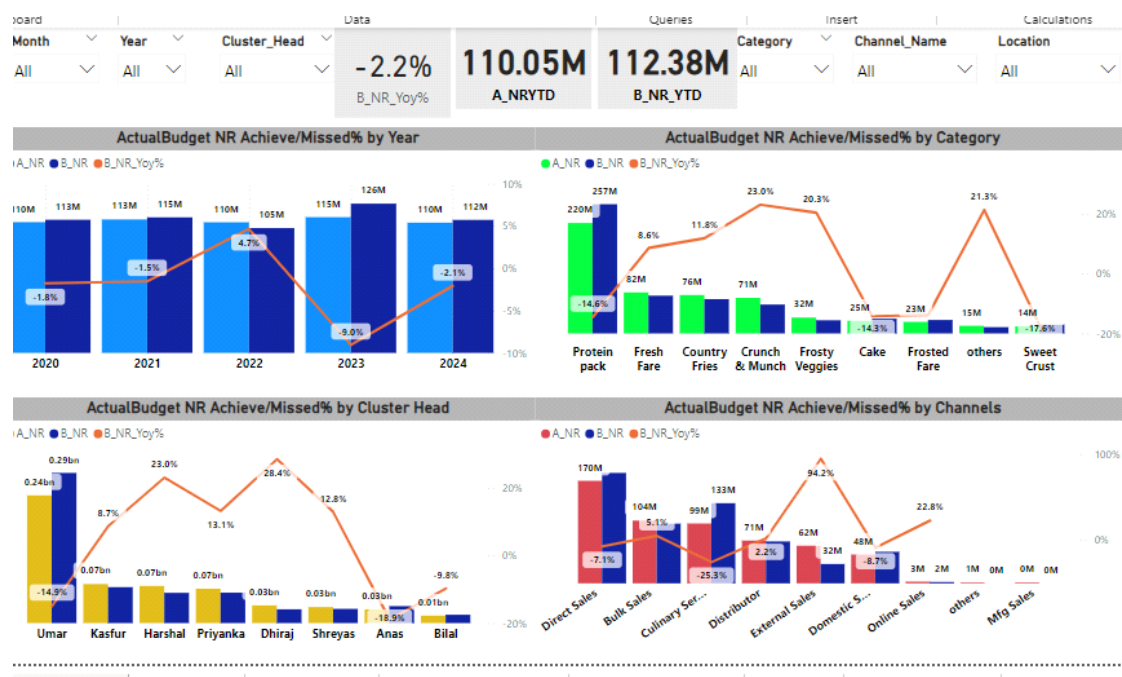 oard Data Queries Insert Calculations
Month Year Cluster_Head Category Channel_Name Location
All All All All All All
-2.2% 110.05M 112.38M
B_NR_Yoy% A_NRYTD B_NR_YTD
ActualBudget NR Achieve/Missed% by Year
A_NR B_NR B_NR_Yoy%
110M 113M 113M 115M 110M 105M 115M 126M 110M 112M
-1.8% -1.5% 4.7% -9.0% -2.1%
10%
5%
0%
-5%
-10%
2020 2021 2022 2023 2024
ActualBudget NR Achieve/Missed% by Category
A_NR B_NR B_NR_Yoy%
220M 257M 82M 76M 71M 32M 25M 23M 15M 14M
-14.6% 8.6% 11.8% 23.0% 20.3% -14.3% 21.3% -17.6%
20%
0%
-20%
Protein pack Fresh Fare Country Fries Crunch & Munch Frosty Veggies Cake Frosted Fare others Sweet Crust
ActualBudget NR Achieve/Missed% by Cluster Head
A_NR B_NR B_NR_Yoy%
0.24bn 0.29bn 0.07bn 0.07bn 0.07bn 0.03bn 0.03bn 0.03bn 0.01bn
-14.9% 8.7% 23.0% 13.1% 28.4% 12.8% -18.9% -9.8%
20%
0%
-20%
Umar Kasfur Harshal Priyanka Dhiraj Shreyas Anas Bilal
ActualBudget NR Achieve/Missed% by Channels
A_NR B_NR B_NR_Yoy%
170M 104M 99M 133M 71M 62M 32M 48M 3M 2M 1M 0M 0M 0M
-7.1% 5.1% -25.3% 2.2% 94.2% -8.7% 22.8%
100%
0%
Direct Sales Bulk Sales Culinary Ser... Distributor External Sales Domestic S... Online Sales others Mfg Sales